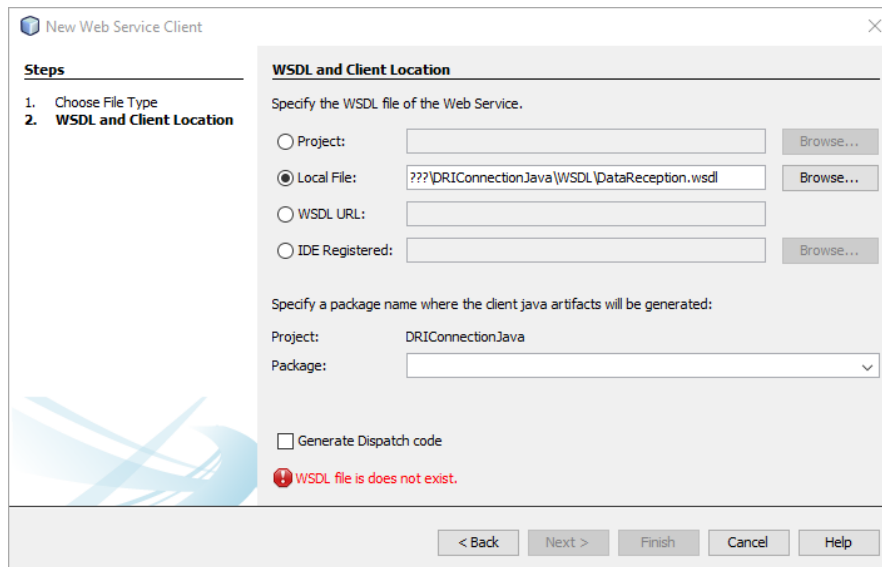 New Web Service Client
Steps
1. Choose File Type
2. WSDL and Client Location
WSDL and Client Location
Specify the WSDL file of the Web Service.
Project: Browse...
Local File: ???\DRIConnectionJava\WSDL\DataReception.wsdl Browse...
WSDL URL:
IDE Registered: Browse...
Specify a package name where the client java artifacts will be generated:
Project: DRIConnectionJava
Package:
Generate Dispatch code
WSDL file is does not exist.
< Back Next > Finish Cancel Help